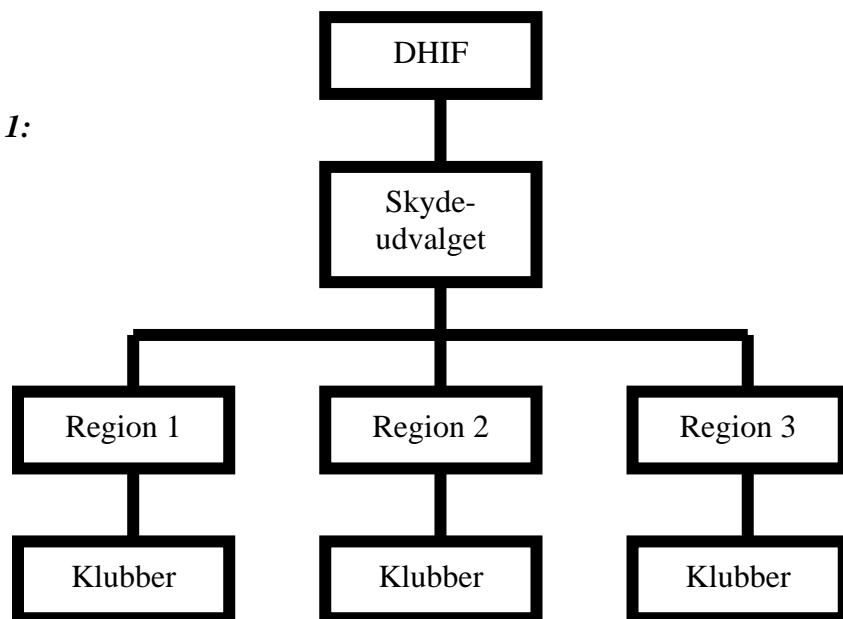 DHIF
1:
Skyde-
udvalget
Region 1
Region 2
Region 3
Klubber
Klubber
Klubber